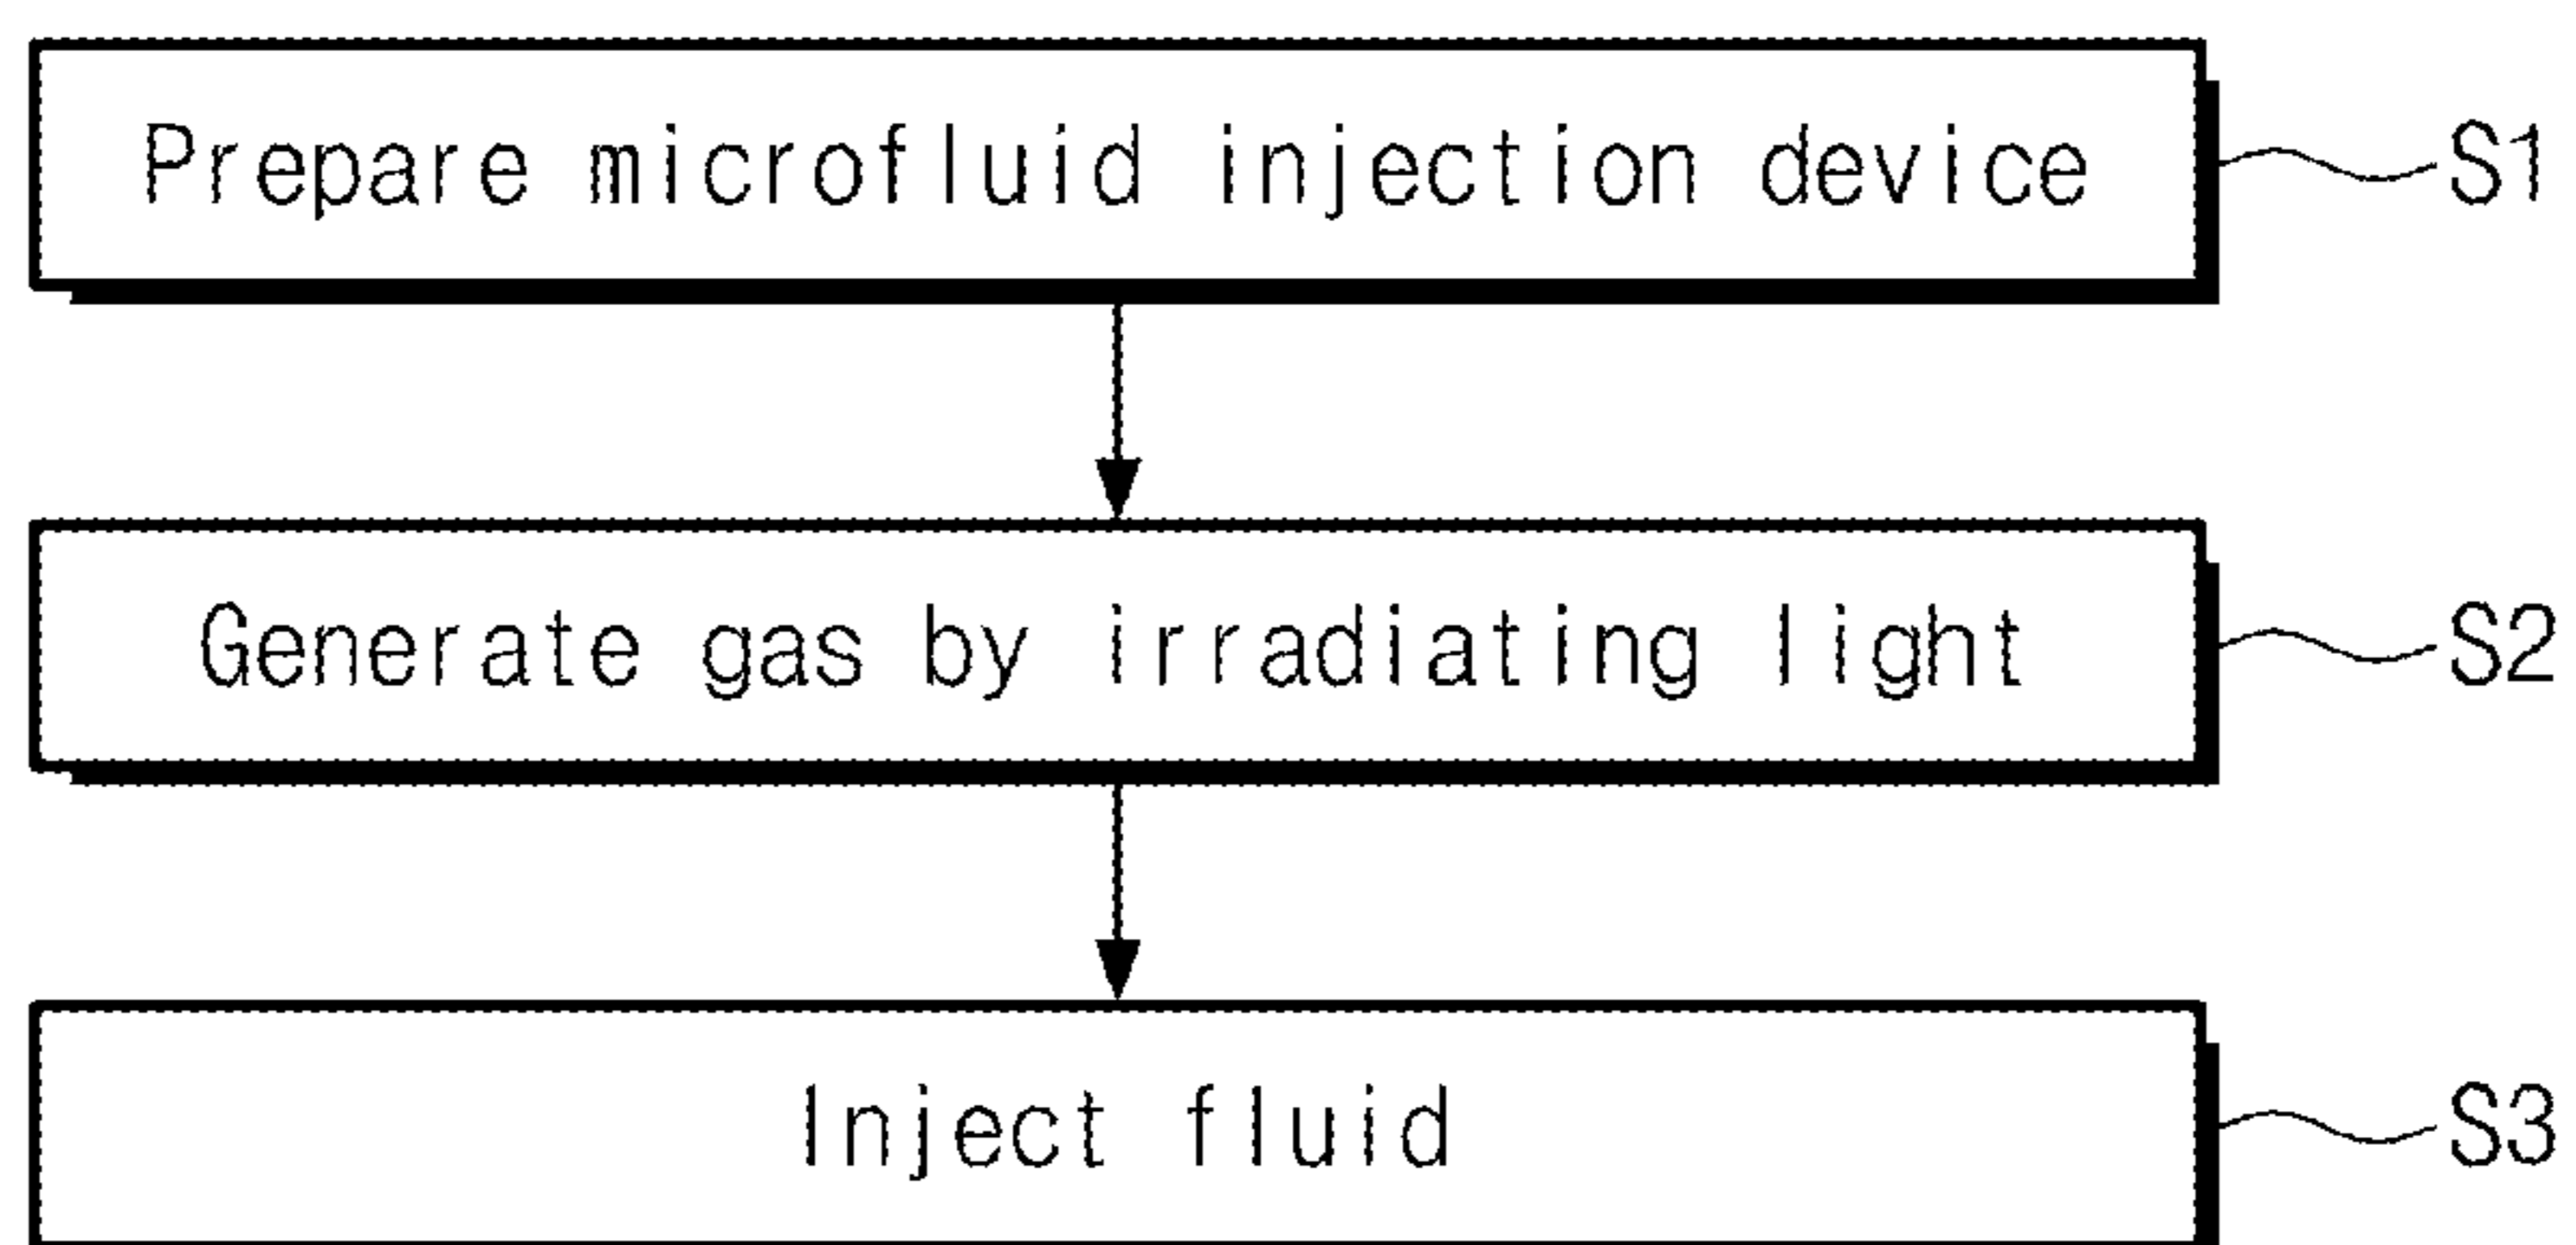 Prepare microfluid injection device S1
Generate gas by irradiating light S2
Inject fluid S3